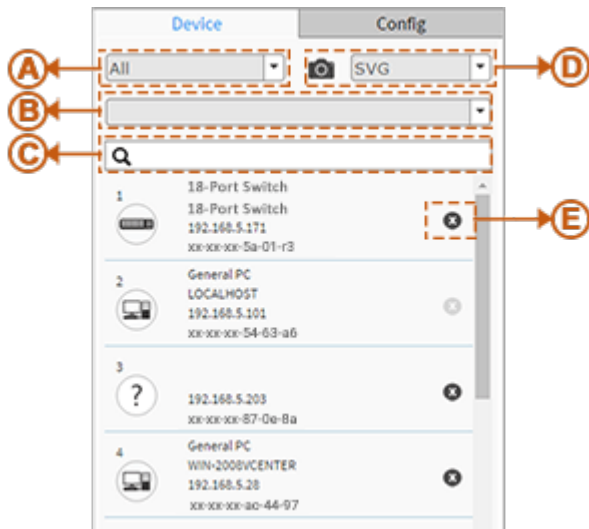 Device Config
A All SVG D
B
C
1 18-Port Switch
18-Port Switch
192.168.5.171 E
xx-xx-xx-5a-01-r3
2 General PC
LOCALHOST
192.168.5.101
xx-xx-xx-54-63-a6
3
?
192.168.5.203
xx-xx-xx-87-0e-8a
4 General PC
WIN-2008VCENTER
192.168.5.28
xx-xx-xx-ao-44-97